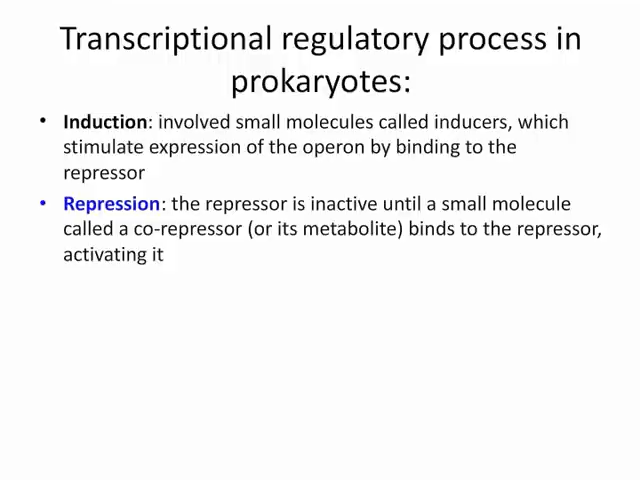 Transcriptional regulatory process in
prokaryotes:
• Induction: involved small molecules called inducers, which
stimulate expression of the operon by binding to the
repressor
• Repression: the repressor is inactive until a small molecule
called a co-repressor (or its metabolite) binds to the repressor,
activating it